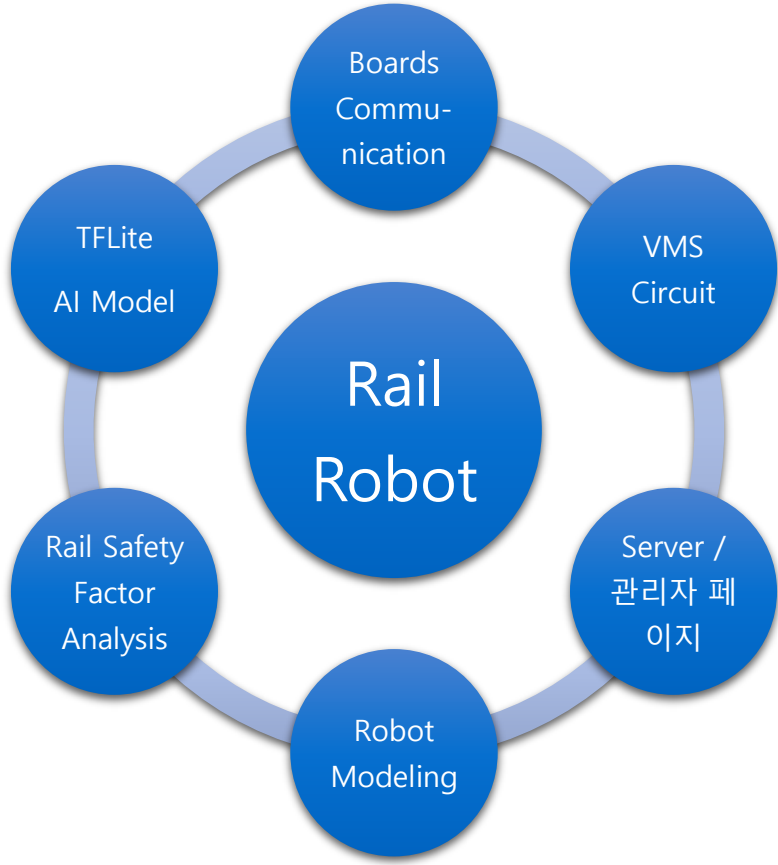 Boards
Commu-
nication
TFLite
AI Model
VMS
Circuit
Rail
Robot
Rail Safety
Factor
Analysis
Server /
관리자 페
이지
Robot
Modeling